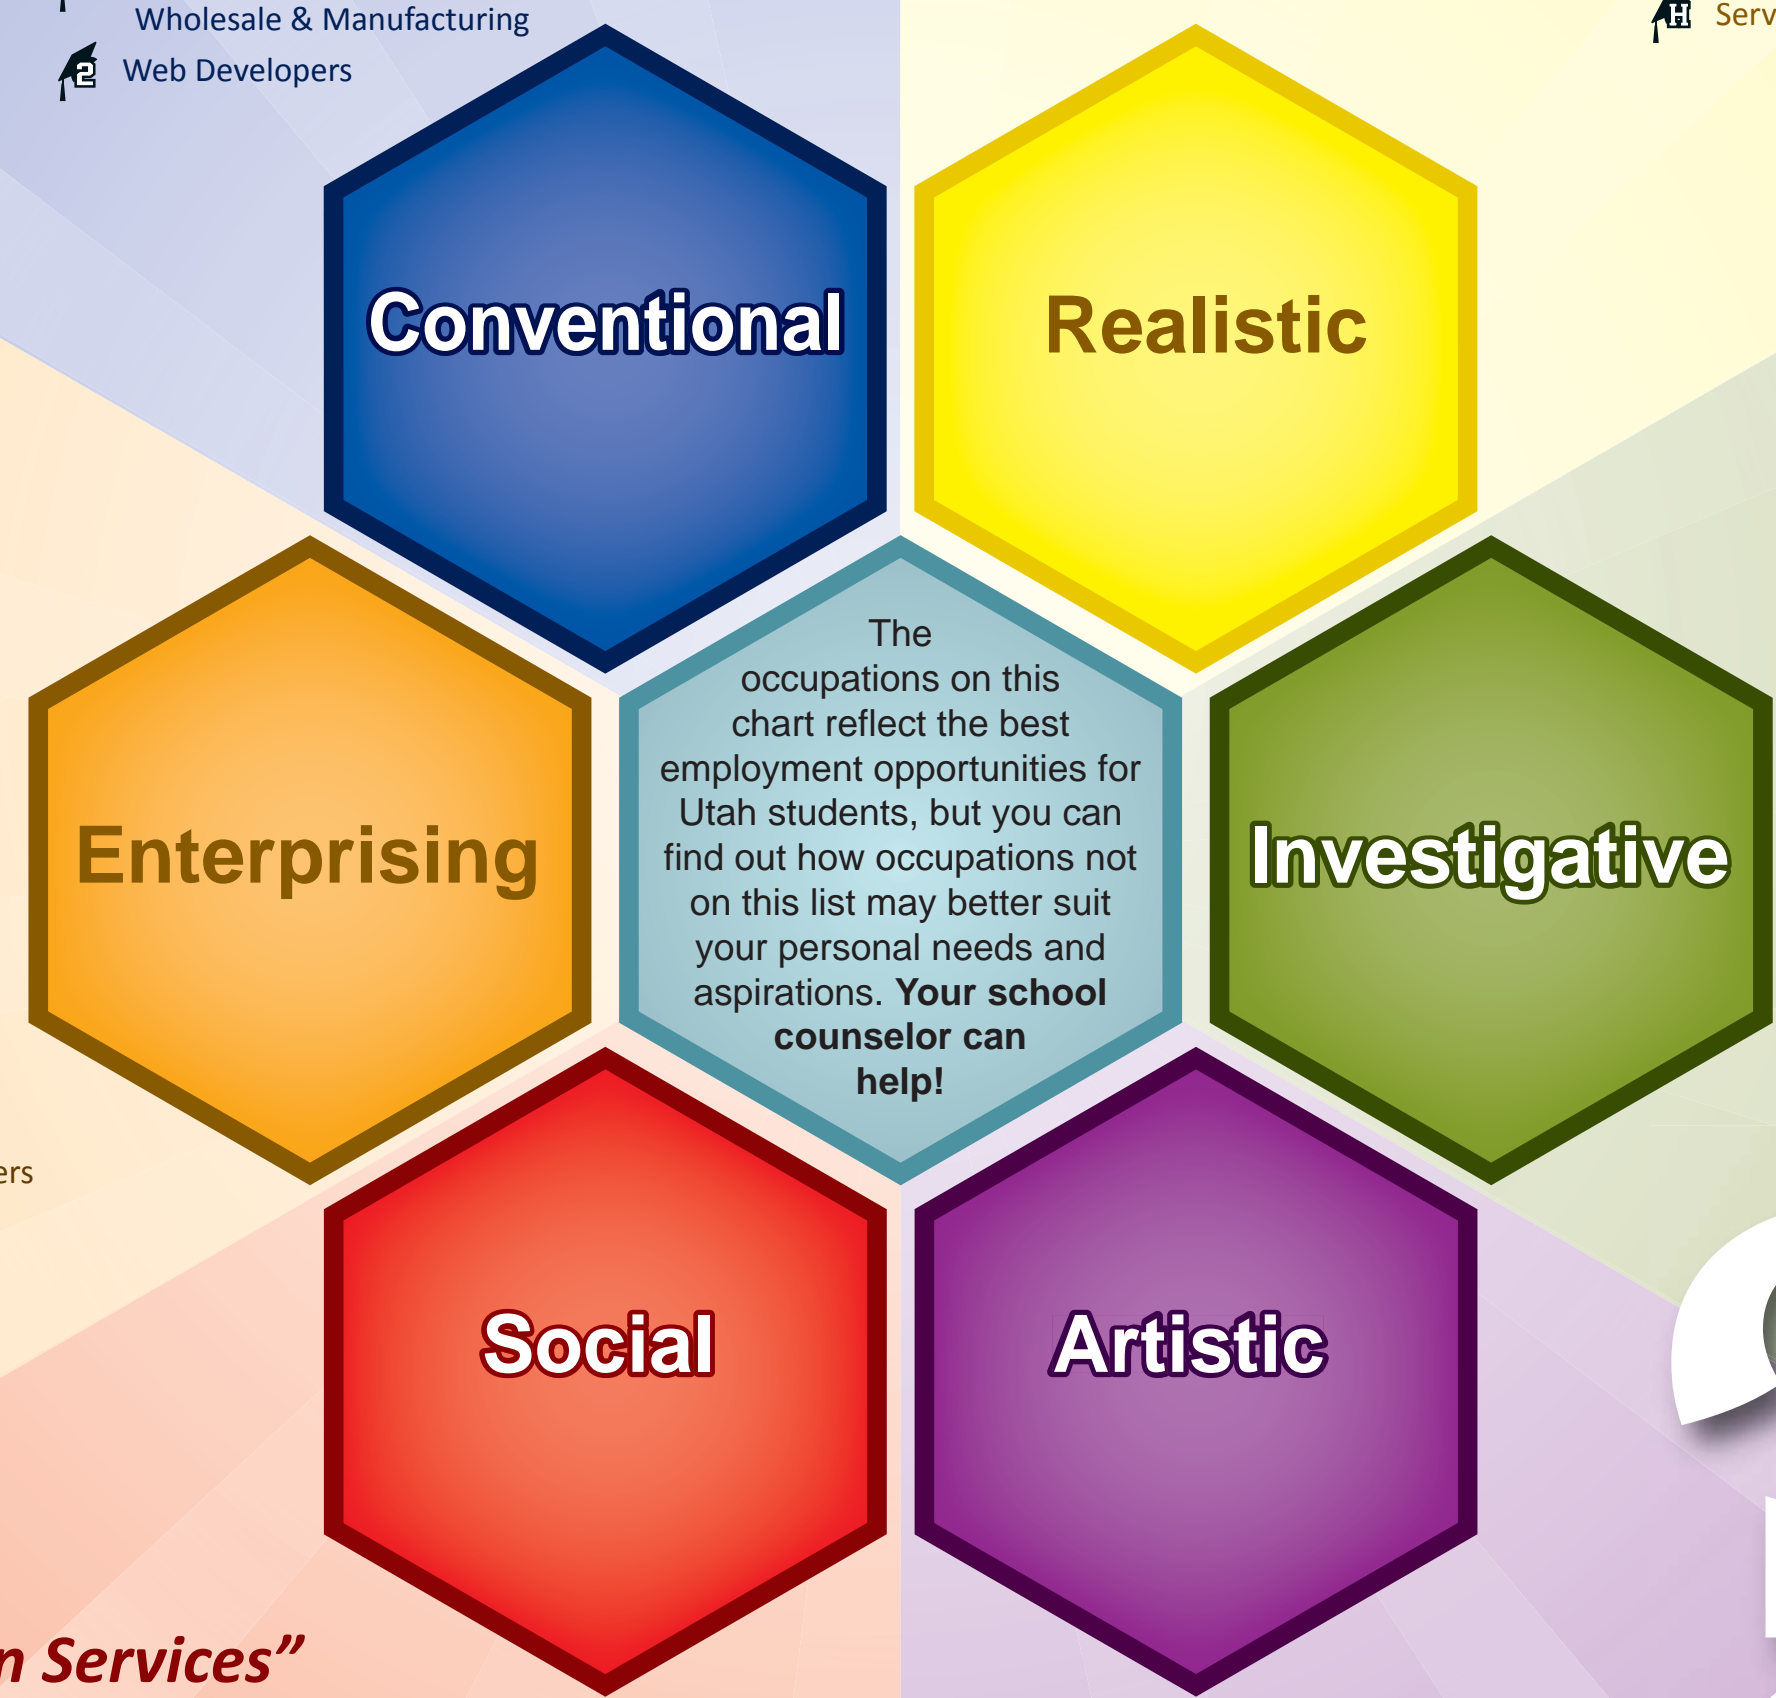 Wholesale & Manufacturing
2 Web Developers
H
Conventional
Realistic
The
occupations on this
chart reflect the best
employment opportunities for
Utah students, but you can
find out how occupations not
on this list may better suit
your personal needs and
aspirations. Your school
counselor can
help!
Enterprising
Investigative
Social
Artistic
Services”